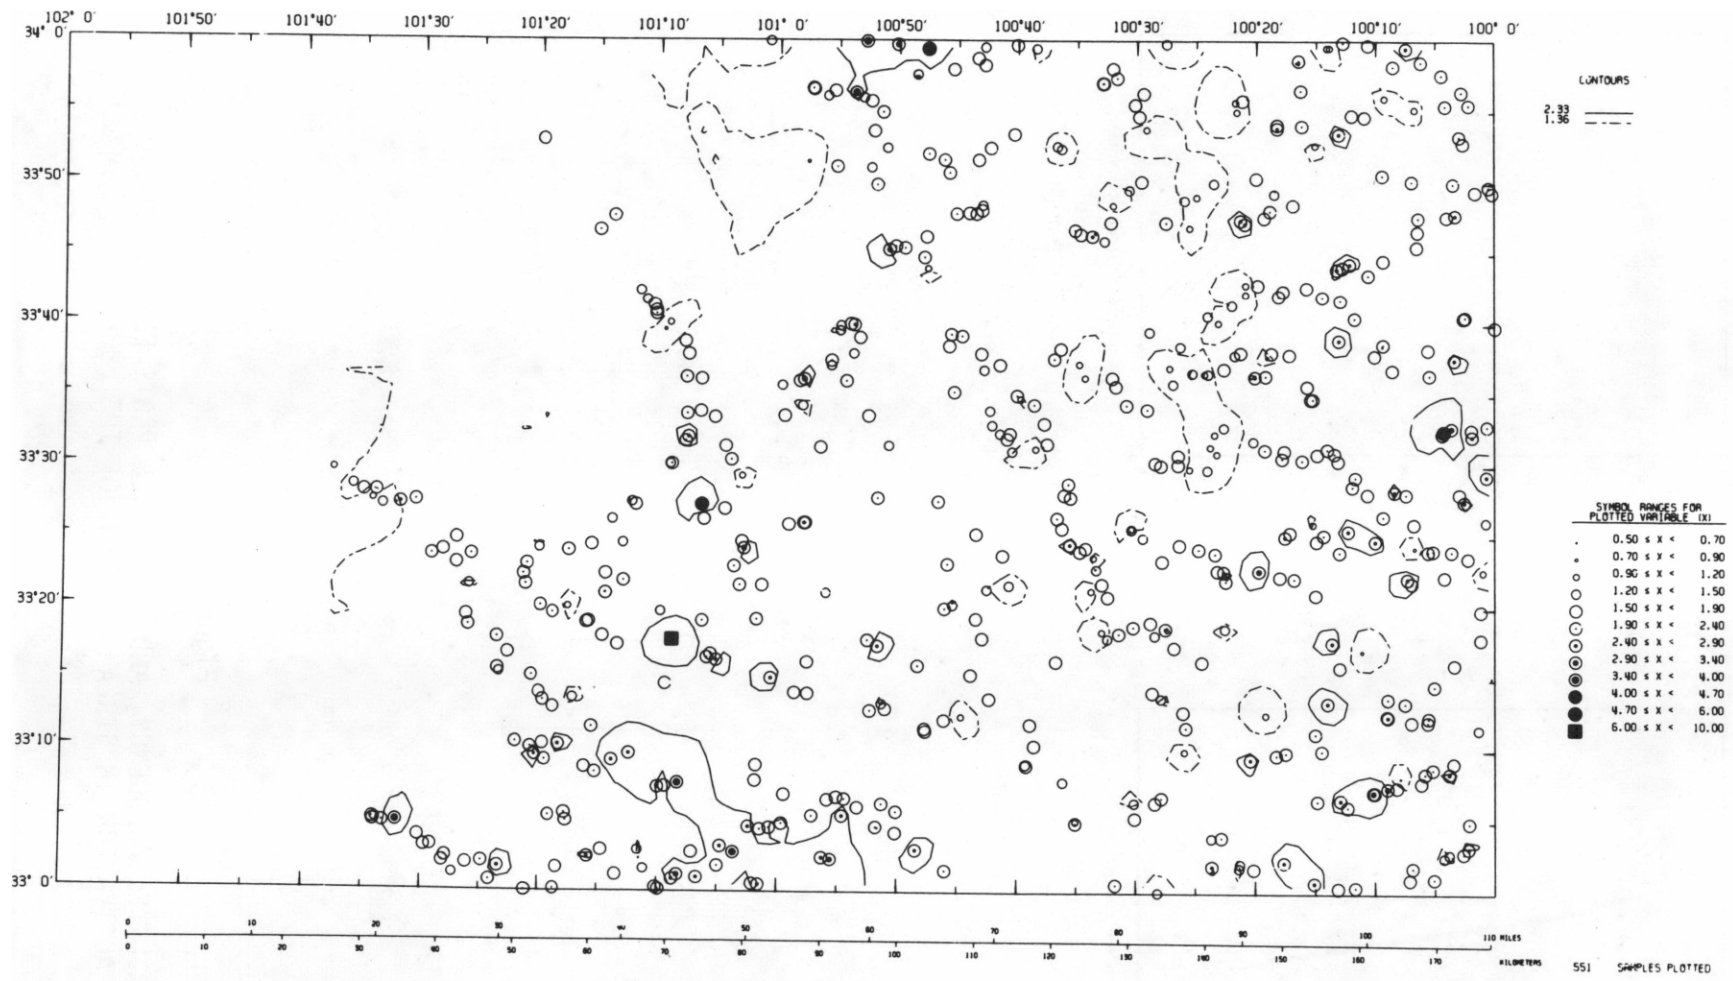 102° 0' 101°50' 101°40' 101°30' 101°20' 101°10' 101° 0' 100°50' 100°40' 100°30' 100°20' 100°10' 100° 0'
34° 0'
33°50'
33°40'
33°30'
33°20'
33°10'
33° 0'
CONTOURS
2.33
1.36
SYMBOL RANGES FOR
PLOTTED VARIABLE (X)
0.50 ≤ X < 0.70
0.70 ≤ X < 0.90
0.90 ≤ X < 1.20
1.20 ≤ X < 1.50
1.50 ≤ X < 1.90
1.90 ≤ X < 2.40
2.40 ≤ X < 2.90
2.90 ≤ X < 3.40
3.40 ≤ X < 4.00
4.00 ≤ X < 4.70
4.70 ≤ X < 6.00
6.00 ≤ X < 10.00
0 10 20 30 50 60 70 90 100 110 MILES
0 10 20 30 40 50 60 70 80 90 100 110 120 130 140 150 160 170 KILOMETERS
551 SAMPLES PLOTTED